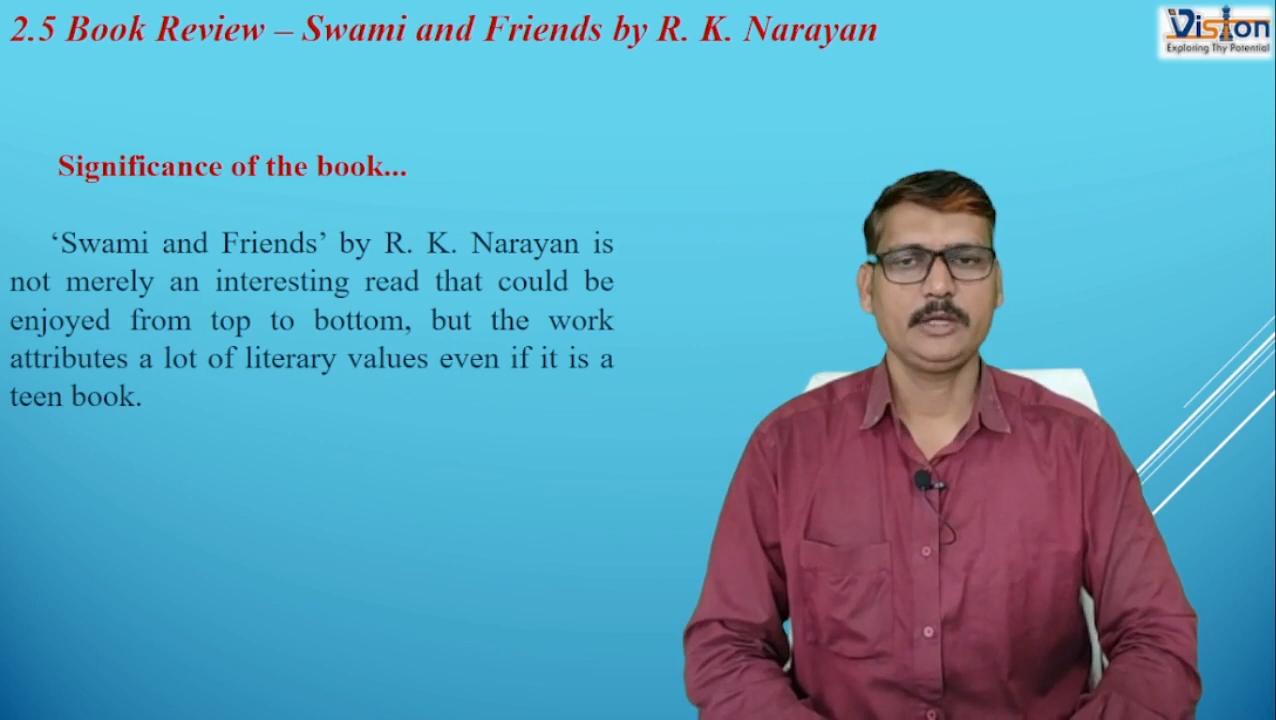 2.5 Book Review – Swami and Friends by R. K. Narayan
Vision
Exploring Thy Potential
Significance of the book...
‘Swami and Friends’ by R. K. Narayan is
not merely an interesting read that could be
enjoyed from top to bottom, but the work
attributes a lot of literary values even if it is a
teen book.